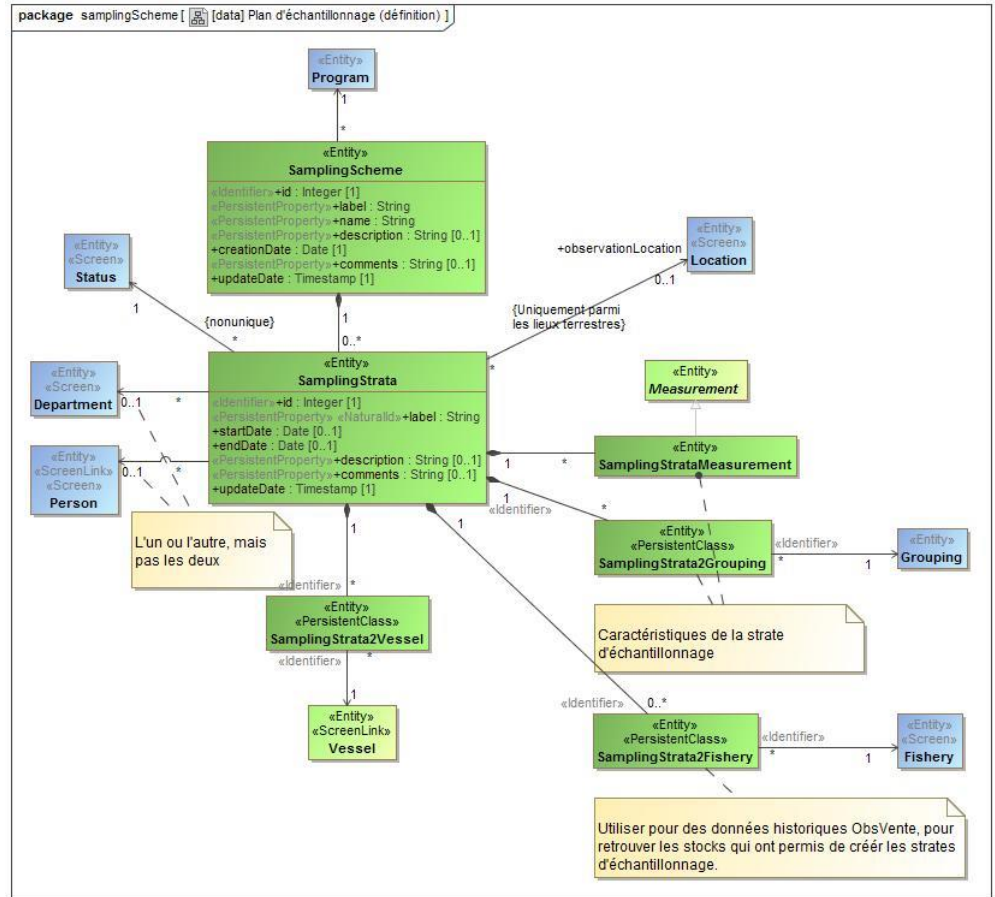 package samplingScheme [ [data] Plan d'échantillonnage (définition) ]
«Entity»
Program
1
*
«Entity»
SamplingScheme
«Identifier»+id : Integer [1]
«PersistentProperty»+label : String
«PersistentProperty»+name : String
«PersistentProperty»+description : String [0..1]
+creationDate : Date [1]
«PersistentProperty»+comments : String [0..1]
+updateDate : Timestamp [1]
«Entity»
«Screen»
Status
1
{nonunique}
*
1
0..*
+observationLocation
«Entity»
«Screen»
Location
0..1
{Uniquement parmi
les lieux terrestres}
*
«Entity»
SamplingStrata
«Identifier»+id : Integer [1]
«PersistentProperty» «NaturalId»+label : String
+startDate : Date [0..1]
+endDate : Date [0..1]
«PersistentProperty»+description : String [0..1]
«PersistentProperty»+comments : String [0..1]
+updateDate : Timestamp [1]
«Entity»
«Screen»
Department
0..1
*
«Entity»
«ScreenLink»
«Screen»
Person
0..1
*
L'un ou l'autre, mais
pas les deux
«Entity»
Measurement
1
*
«Entity»
SamplingStrataMeasurement
1
«Identifier»
*
«Entity»
«PersistentClass»
SamplingStrata2Grouping
«Identifier»
*
1
«Entity»
Grouping
Caractéristiques de la strate
d'échantillonnage
1
«Identifier»
*
«Entity»
«PersistentClass»
SamplingStrata2Vessel
«Identifier»
*
1
«Entity»
«ScreenLink»
Vessel
1
«Identifier»
0..*
«Entity»
«PersistentClass»
SamplingStrata2Fishery
«Identifier»
*
1
«Entity»
«Screen»
Fishery
Utiliser pour des données historiques ObsVente, pour
retrouver les stocks qui ont permis de créér les strates
d'échantillonnage.